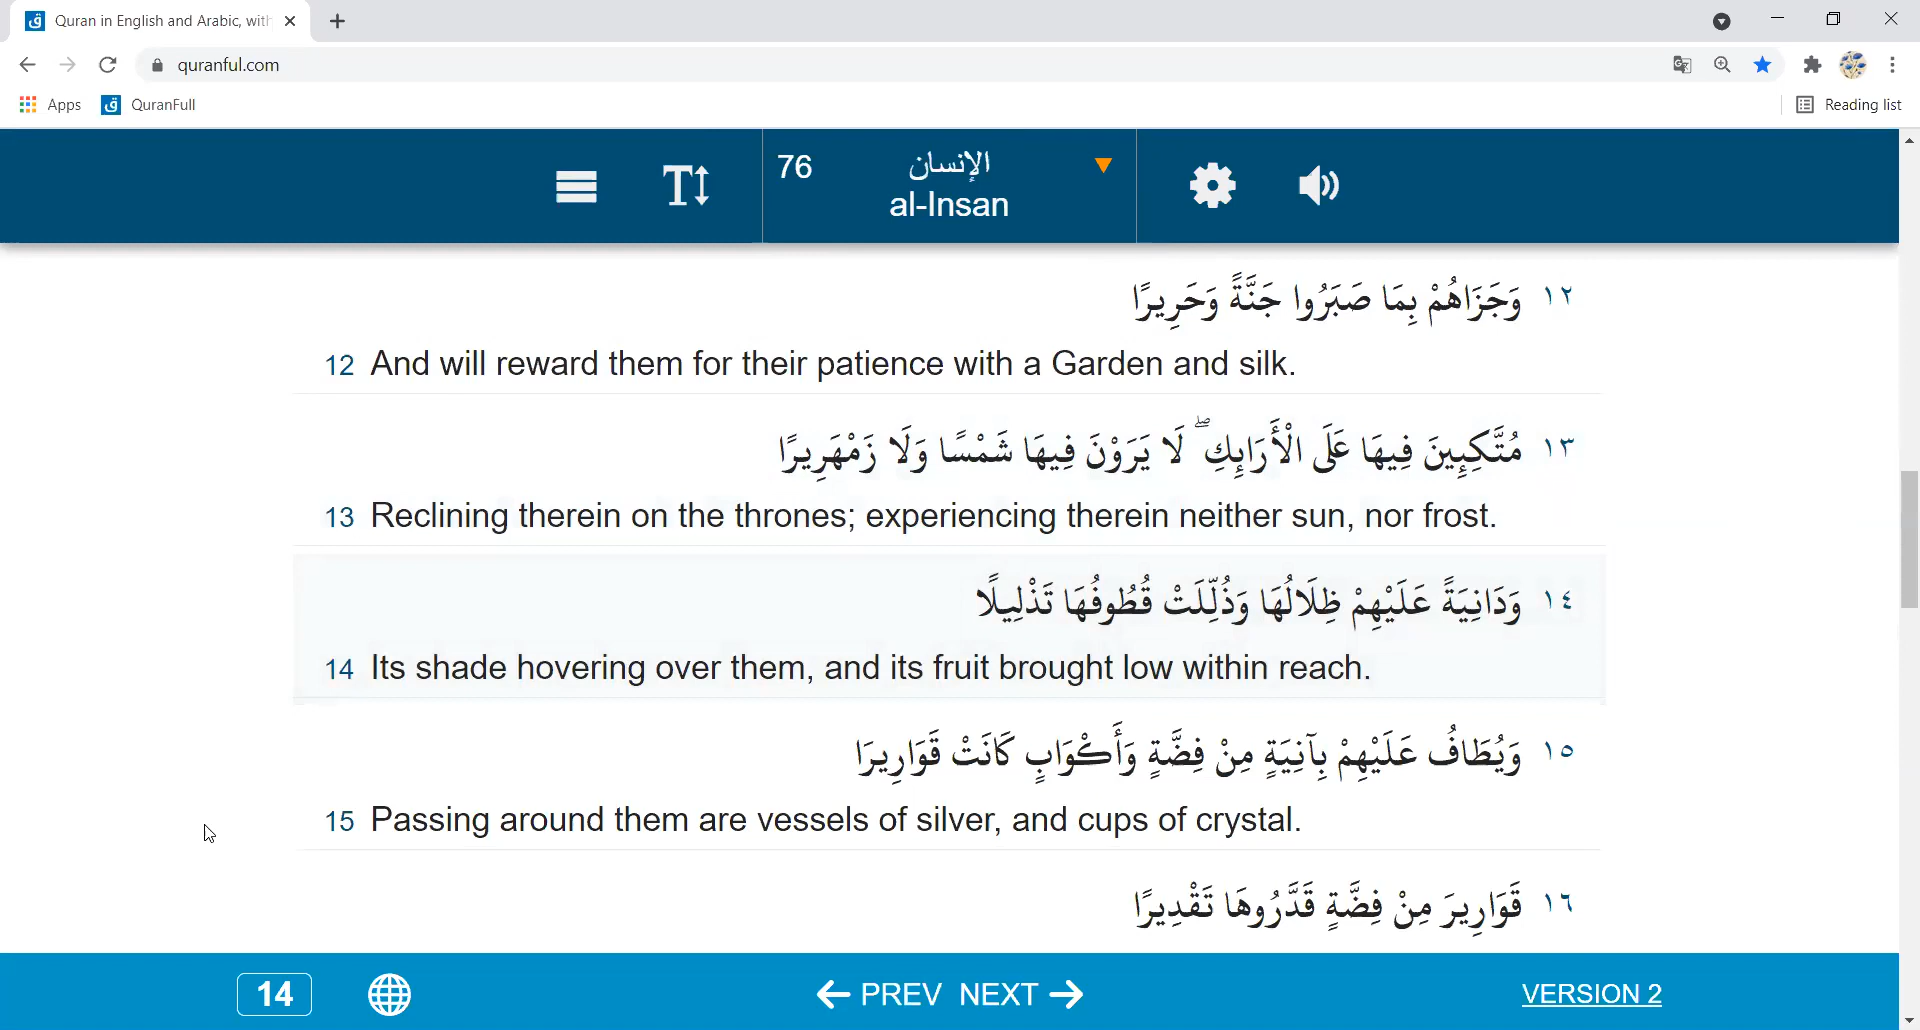 Quran in English and Arabic, with
quranful.com
Apps
QuranFull
Reading list
76
الإنسان
al-Insan
١٢ وَجَزَاهُمْ بِمَا صَبَرُوا جَنَّةً وَحَرِيرًا
12 And will reward them for their patience with a Garden and silk.
١٣ مُتَّكِئِينَ فِيهَا عَلَى الْأَرَائِكِ ۖ لَا يَرَوْنَ فِيهَا شَمْسًا وَلَا زَمْهَرِيرًا
13 Reclining therein on the thrones; experiencing therein neither sun, nor frost.
١٤ وَدَانِيَةً عَلَيْهِمْ ظِلَالُهَا وَذُلِّلَتْ قُطُوفُهَا تَذْلِيلًا
14 Its shade hovering over them, and its fruit brought low within reach.
١٥ وَيُطَافُ عَلَيْهِمْ بِآنِيَةٍ مِنْ فِضَّةٍ وَأَكْوَابٍ كَانَتْ قَوَارِيرَا
15 Passing around them are vessels of silver, and cups of crystal.
١٦ قَوَارِيرَ مِنْ فِضَّةٍ قَدَّرُوهَا تَقْدِيرًا
14
PREV NEXT
VERSION 2